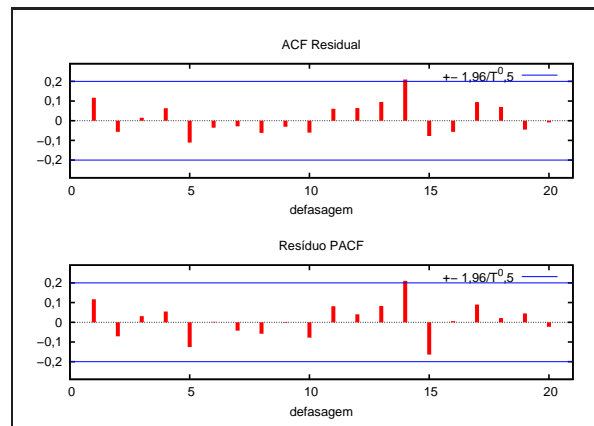 ACF Residual
+− 1,96/T^0,5
0,2
0,1
0
−0,1
−0,2
0 5 10 15 20
defasagem
Resíduo PACF
+− 1,96/T^0,5
0,2
0,1
0
−0,1
−0,2
0 5 10 15 20
defasagem